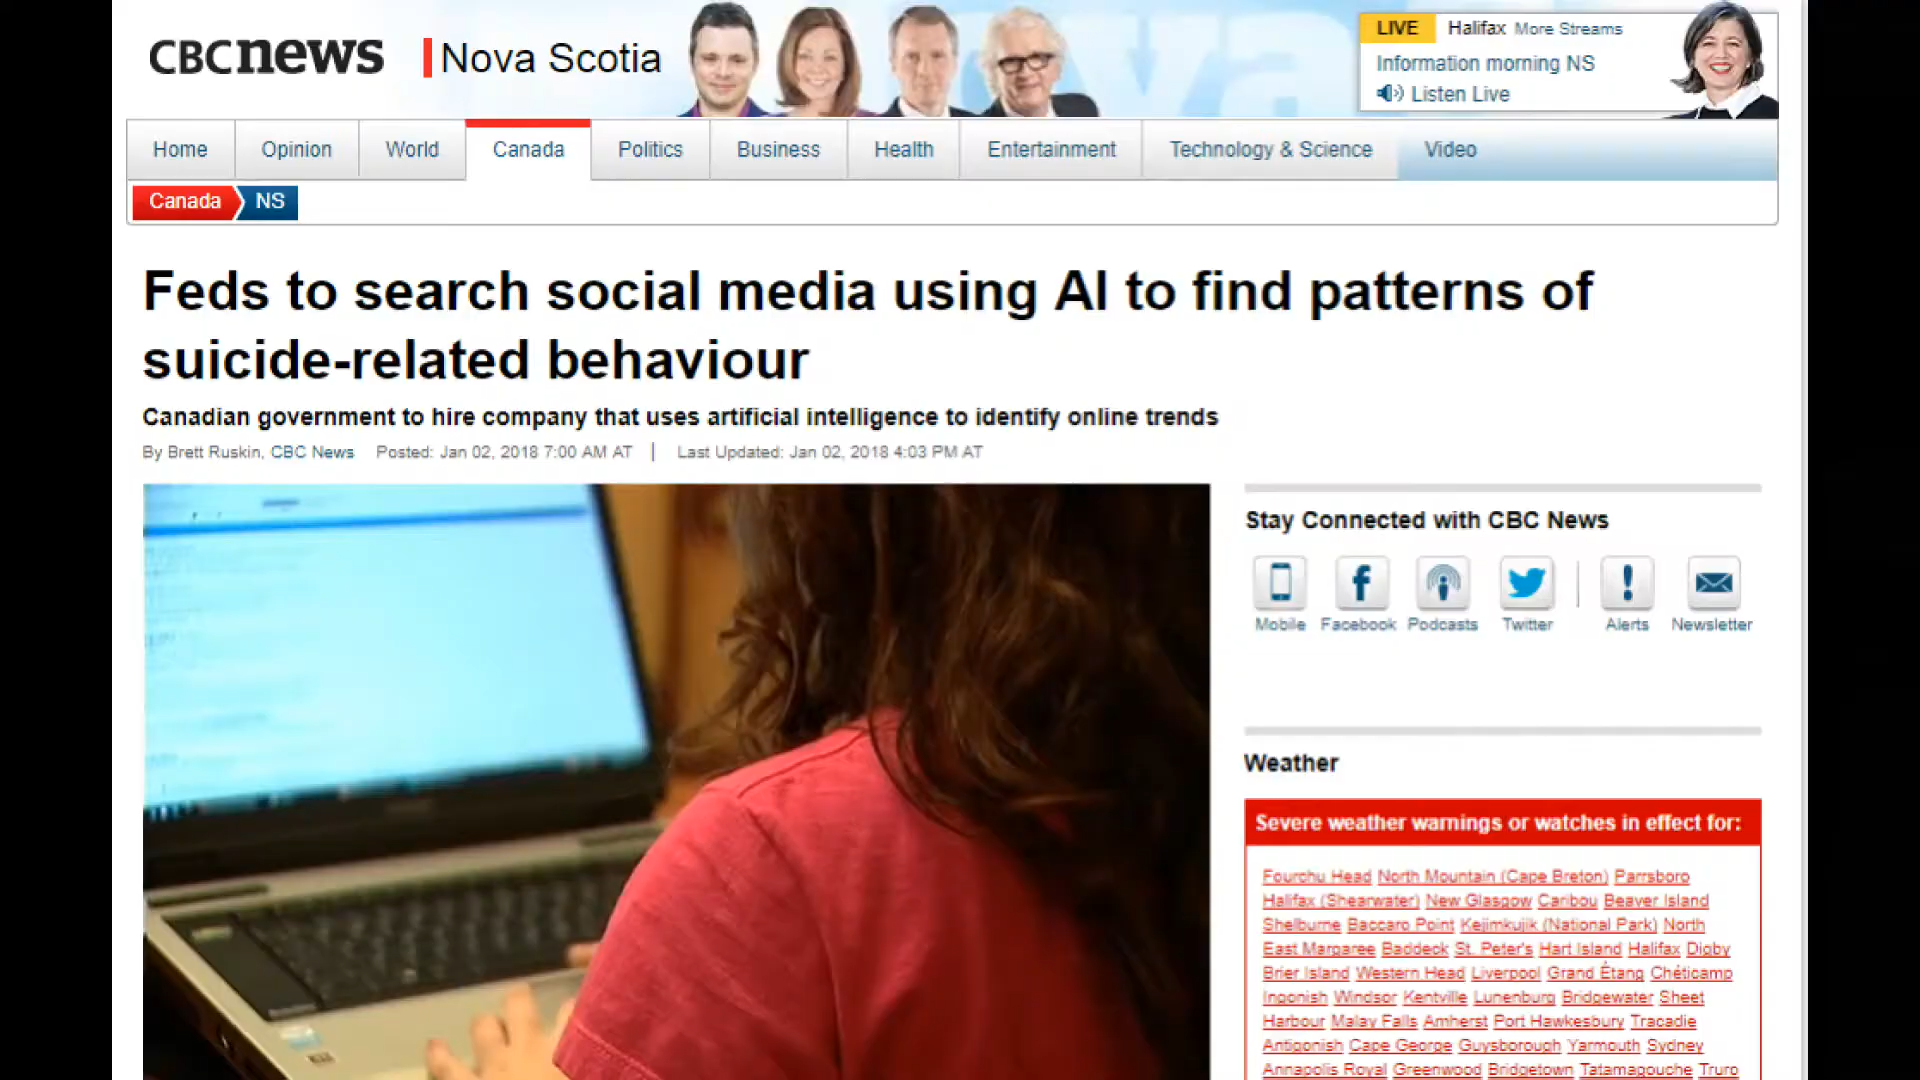 CBCnews
Nova Scotia
LIVE Halifax More Streams
Information morning NS
Listen Live
Home Opinion World Canada Politics Business Health Entertainment Technology & Science Video
Canada NS
Feds to search social media using AI to find patterns of
suicide-related behaviour
Canadian government to hire company that uses artificial intelligence to identify online trends
By Brett Ruskin, CBC News Posted: Jan 02, 2018 7:00 AM AT | Last Updated: Jan 02, 2018 4:03 PM AT
Stay Connected with CBC News
Mobile Facebook Podcasts Twitter Alerts Newsletter
Weather
Severe weather warnings or watches in effect for:
Fourchu Head North Mountain (Cape Breton) Parrsboro
Halifax (Shearwater) New Glasgow Caribou Beaver Island
Shelburne Baccaro Point Kejimkujik (National Park) North
East Margaree Baddeck St. Peter's Hart Island Halifax Digby
Brier Island Western Head Liverpool Grand Étang Chéticamp
Ingonish Windsor Kentville Lunenburg Bridgewater Sheet
Harbour Malay Falls Amherst Port Hawkesbury Tracadie
Antigonish Cape George Guysborough Yarmouth Sydney
Annapolis Royal Greenwood Bridgetown Tatamagouche Truro